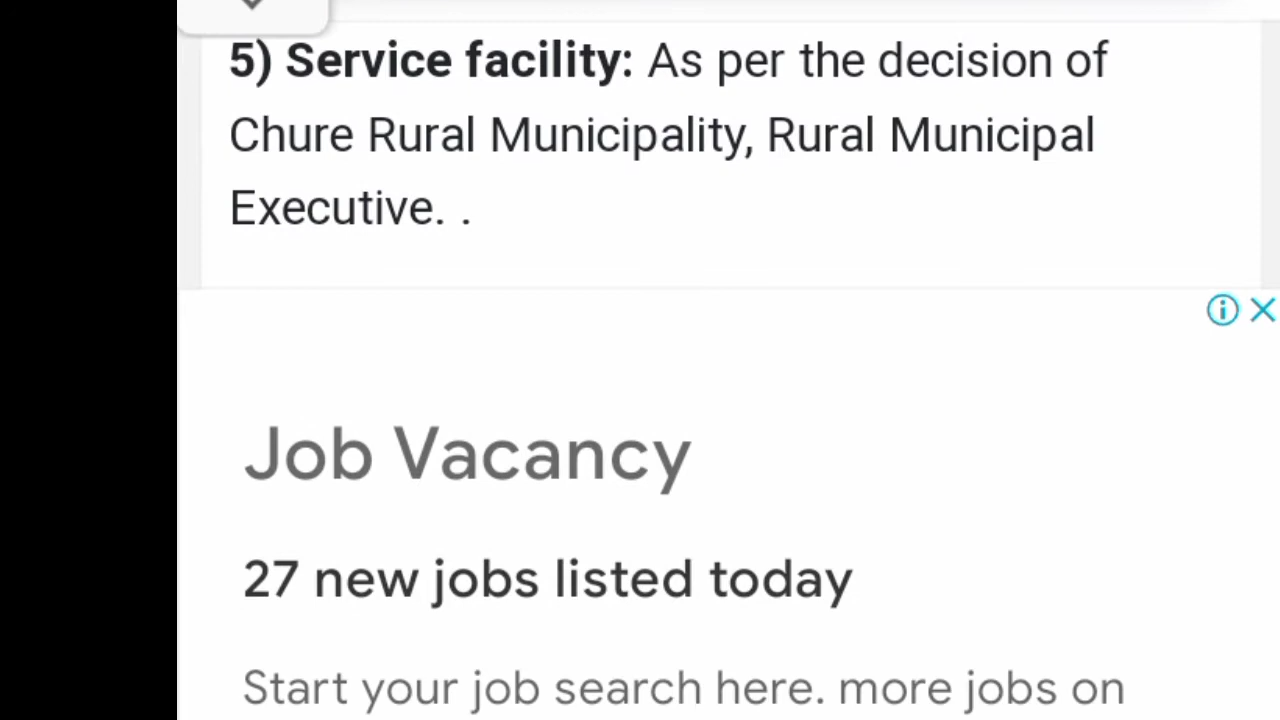 5) Service facility: As per the decision of
Chure Rural Municipality, Rural Municipal
Executive. .
Job Vacancy
27 new jobs listed today
Start your job search here. more jobs on